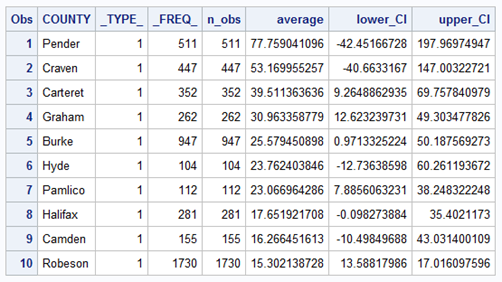 Obs COUNTY _TYPE_ _FREQ_ n_obs average lower_CI upper_CI
1 Pender 1 511 511 77.759041096 -42.45166728 197.96974947
2 Craven 1 447 447 53.169955257 -40.6633167 147.00322721
3 Carteret 1 352 352 39.511363636 9.2648862935 69.757840979
4 Graham 1 262 262 30.963358779 12.623239731 49.303477826
5 Burke 1 947 947 25.579450898 0.9713325224 50.187569273
6 Hyde 1 104 104 23.762403846 -12.73638598 60.261193672
7 Pamlico 1 112 112 23.066964286 7.8856063231 38.248322248
8 Halifax 1 281 281 17.651921708 -0.098273884 35.4021173
9 Camden 1 155 155 16.266451613 -10.49849688 43.031400109
10 Robeson 1 1730 1730 15.302138728 13.58817986 17.016097596